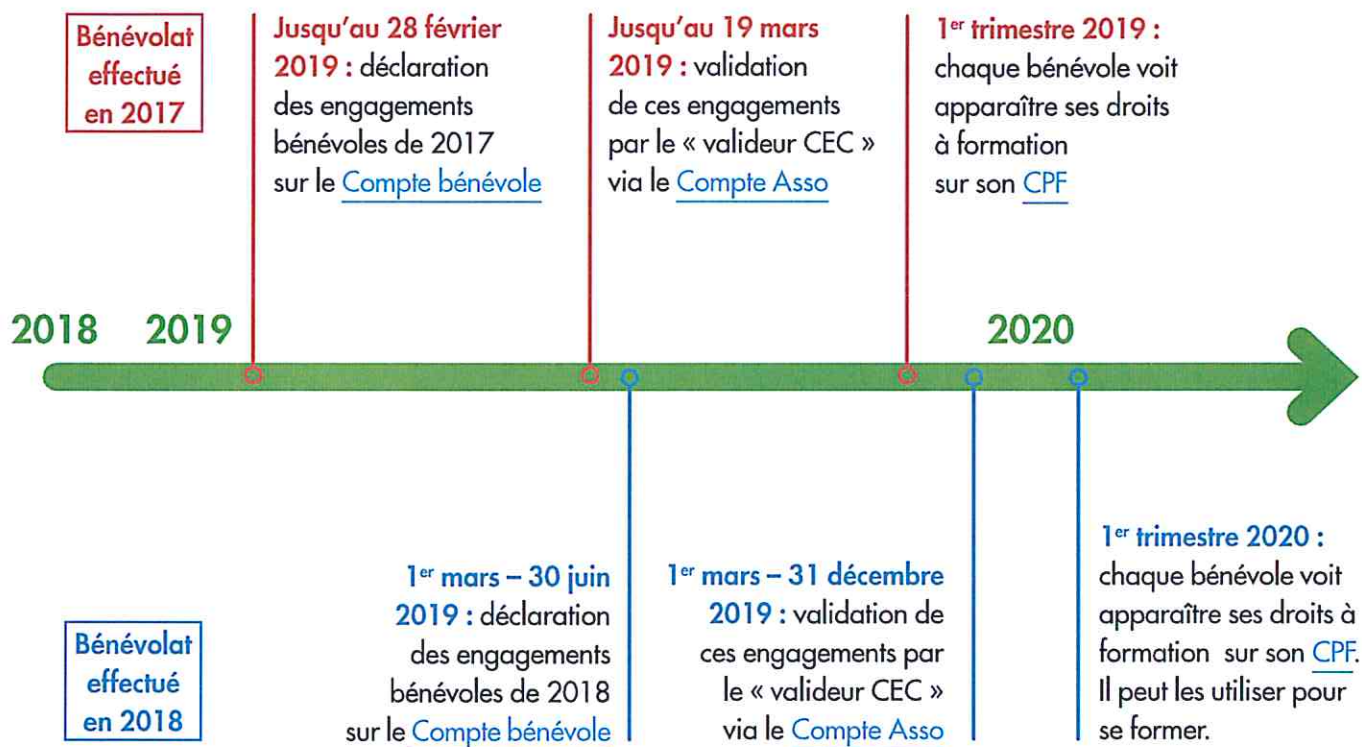 Bénévolat
effectué
en 2017
Jusqu'au 28 février
2019 : déclaration
des engagements
bénévoles de 2017
sur le Compte bénévole
Jusqu'au 19 mars
2019 : validation
de ces engagements
par le « valideur CEC »
via le Compte Asso
1er trimestre 2019 :
chaque bénévole voit
apparaître ses droits
à formation
sur son CPF
2018 2019 2020
Bénévolat
effectué
en 2018
1er mars – 30 juin
2019 : déclaration
des engagements
bénévoles de 2018
sur le Compte bénévole
1er mars – 31 décembre
2019 : validation de
ces engagements par
le « valideur CEC »
via le Compte Asso
1er trimestre 2020 :
chaque bénévole voit
apparaître ses droits à
formation sur son CPF.
Il peut les utiliser pour
se former.